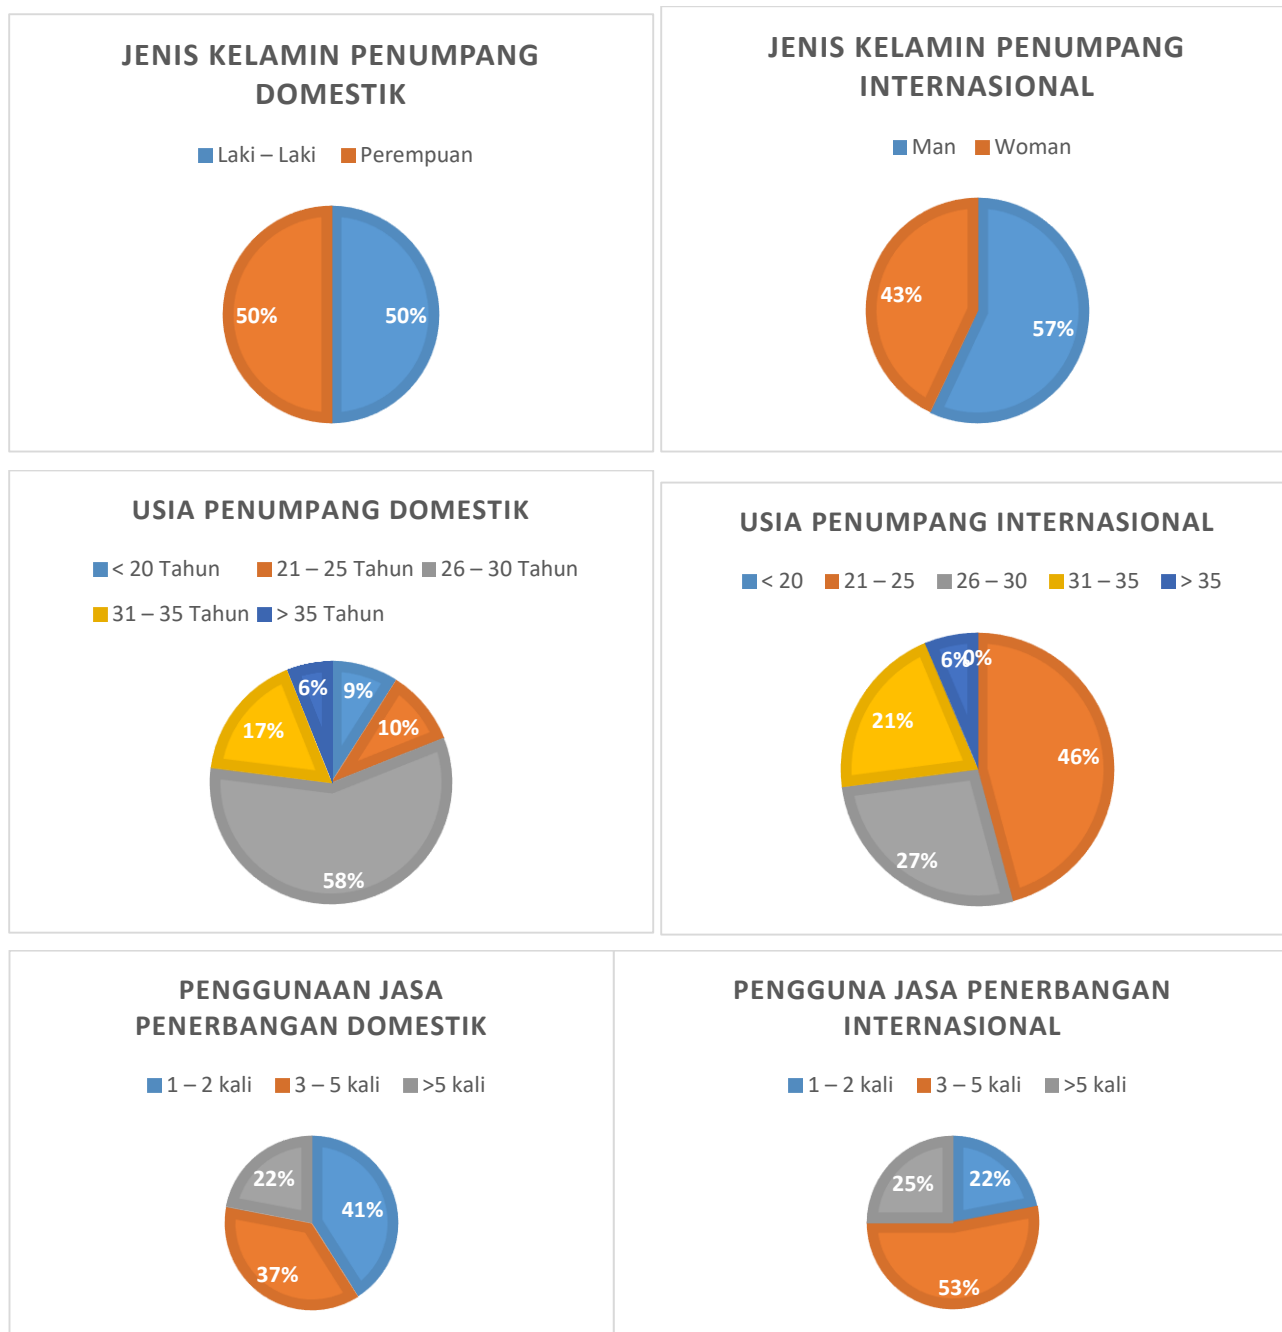 JENIS KELAMIN PENUMPANG
DOMESTIK
Laki – Laki Perempuan
50% 50%
JENIS KELAMIN PENUMPANG
INTERNASIONAL
Man Woman
43%
57%
USIA PENUMPANG DOMESTIK
< 20 Tahun 21 – 25 Tahun 26 – 30 Tahun
31 – 35 Tahun > 35 Tahun
6% 9%
17% 10%
58%
USIA PENUMPANG INTERNASIONAL
< 20 21 – 25 26 – 30 31 – 35 > 35
6% 0%
21%
46%
27%
PENGGUNAAN JASA
PENERBANGAN DOMESTIK
1 – 2 kali 3 – 5 kali >5 kali
22%
41%
37%
PENGGUNA JASA PENERBANGAN
INTERNASIONAL
1 – 2 kali 3 – 5 kali >5 kali
25% 22%
53%